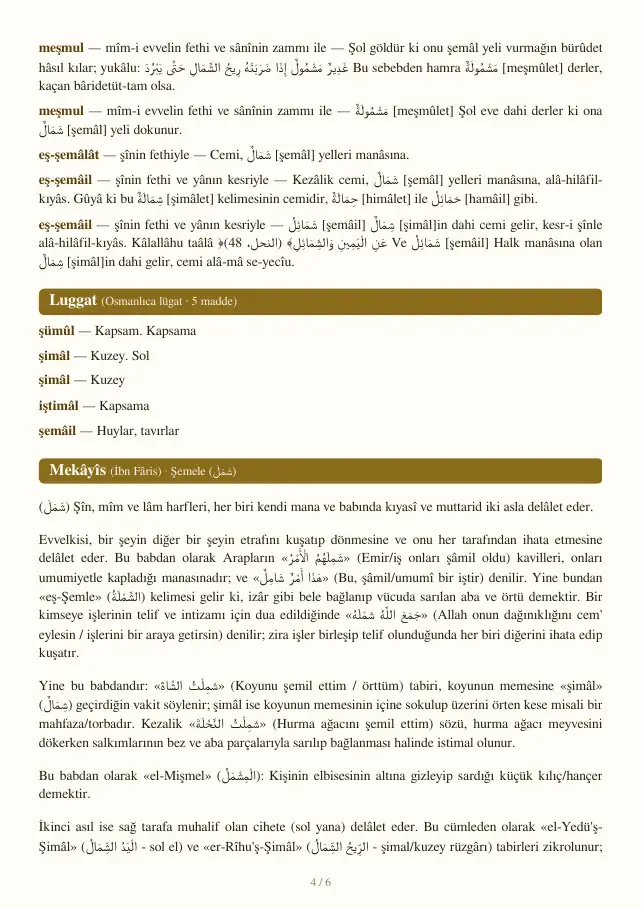 meşmul — mîm-i evvelin fethi ve sânînin zammı ile — Şol göldür ki onu şemâl yeli vurmağın bürûdet
hâsıl kılar; yukâlu: غَدِيرٌ مَشْمُولٌ إِذَا ضَرَبَتْهُ رِيحُ الشَّمَالِ حَتَّى يَبْرُدَ Bu sebebden hamra مَشْمُولَةٌ [meşmûlet] derler,
kaçan bâridetüt-tam olsa.
meşmul — mîm-i evvelin fethi ve sânînin zammı ile — مَشْمُولَةٌ [meşmûlet] Şol eve dahi derler ki ona
شَمَالٌ [şemâl] yeli dokunur.
eş-şemâlât — şînin fethiyle — Cemi, شَمَالٌ [şemâl] yelleri manâsına.
eş-şemâil — şînin fethi ve yânın kesriyle — Kezâlik cemi, شَمَالٌ [şemâl] yelleri manâsına, alâ-hilâfil-
kıyâs. Gûyâ ki bu شِمَالَةٌ [şimâlet] kelimesinin cemidir, حِمَالَةٌ [himâlet] ile حَمَائِلُ [hamâil] gibi.
eş-şemâil — şînin fethi ve yânın kesriyle — شَمَائِلُ [şemâil] شِمَالٌ [şimâl]in dahi cemi gelir, kesr-i şînle
alâ-hilâfil-kıyâs. Kâlallâhu taâlâ ﴿عَنِ الْيَمِينِ وَالشَّمَائِلِ﴾ (النحل، 48) Ve شَمَائِلُ [şemâil] Halk manâsına olan
شِمَالٌ [şimâl]in dahi gelir, cemi alâ-mâ se-yecîu.
Luggat (Osmanlıca lügat · 5 madde)
şümûl — Kapsam. Kapsama
şimâl — Kuzey. Sol
şimâl — Kuzey
iştimâl — Kapsama
şemâil — Huylar, tavırlar
Mekâyîs (İbn Fâris) · Şemele (شَمَلَ)
(شَمَلَ) Şîn, mîm ve lâm harfleri, her biri kendi mana ve babında kıyasî ve muttarid iki asla delâlet eder.
Evvelkisi, bir şeyin diğer bir şeyin etrafını kuşatıp dönmesine ve onu her tarafından ihata etmesine
delâlet eder. Bu babdan olarak Arapların «شَمِلَهُمُ الْأَمْرُ» (Emir/iş onları şâmil oldu) kavilleri, onları
umumiyetle kapladığı manasınadır; ve «هَذَا أَمْرٌ شَامِلٌ» (Bu, şâmil/umumî bir iştir) denilir. Yine bundan
«eş-Şemle» (الشَّمْلَةُ) kelimesi gelir ki, izâr gibi bele bağlanıp vücuda sarılan aba ve örtü demektir. Bir
kimseye işlerinin telif ve intizamı için dua edildiğinde «جَمَعَ اللَّهُ شَمْلَهُ» (Allah onun dağınıklığını cem'
eylesin / işlerini bir araya getirsin) denilir; zira işler birleşip telif olunduğunda her biri diğerini ihata edip
kuşatır.
Yine bu babdandır: «شَمِلْتُ الشَّاةَ» (Koyunu şemil ettim / örttüm) tabiri, koyunun memesine «şimâl»
(شِمَالٌ) geçirdiğin vakit söylenir; şimâl ise koyunun memesinin içine sokulup üzerini örten kese misali bir
mahfaza/torbadır. Kezalik «شَمِلْتُ النَّخْلَةَ» (Hurma ağacını şemil ettim) sözü, hurma ağacı meyvesini
dökerken salkımlarının bez ve aba parçalarıyla sarılıp bağlanması halinde istimal olunur.
Bu babdan olarak «el-Mişmel» (الْمِشْمَلُ): Kişinin elbisesinin altına gizleyip sardığı küçük kılıç/hançer
demektir.
İkinci asıl ise sağ tarafa muhalif olan cihete (sol yana) delâlet eder. Bu cümleden olarak «el-Yedü'ş-
Şimâl» (الْيَدُ الشِّمَالُ - sol el) ve «er-Rîhu'ş-Şimâl» (الرِّيحُ الشِّمَالُ - şimal/kuzey rüzgârı) tabirleri zikrolunur;
4 / 6